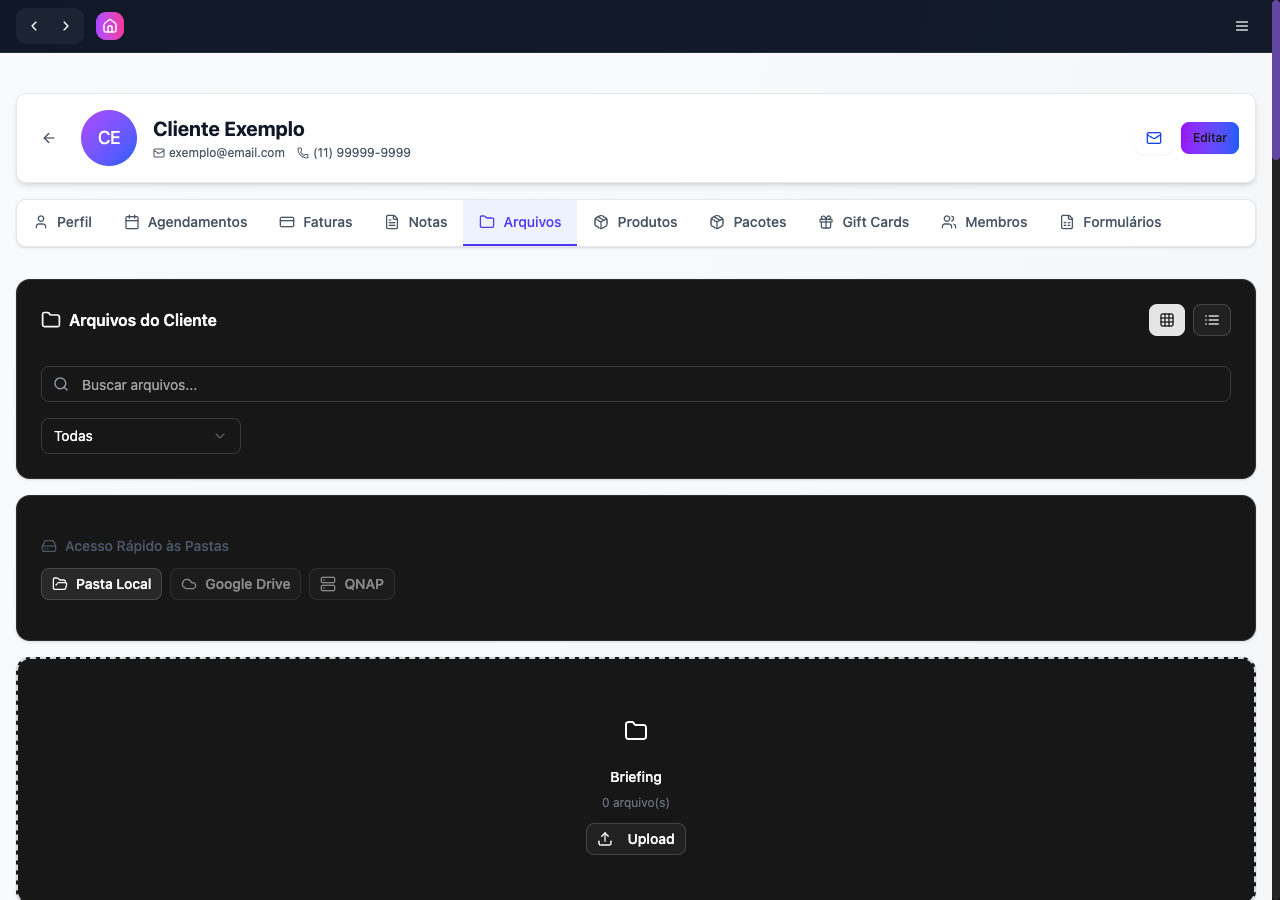 CE
Cliente Exemplo
exemplo@email.com (11) 99999-9999
Editar
Perfil Agendamentos Faturas Notas Arquivos Produtos Pacotes Gift Cards Membros Formulários
Arquivos do Cliente
Buscar arquivos...
Todas
Acesso Rápido às Pastas
Pasta Local Google Drive QNAP
Briefing
0 arquivo(s)
Upload